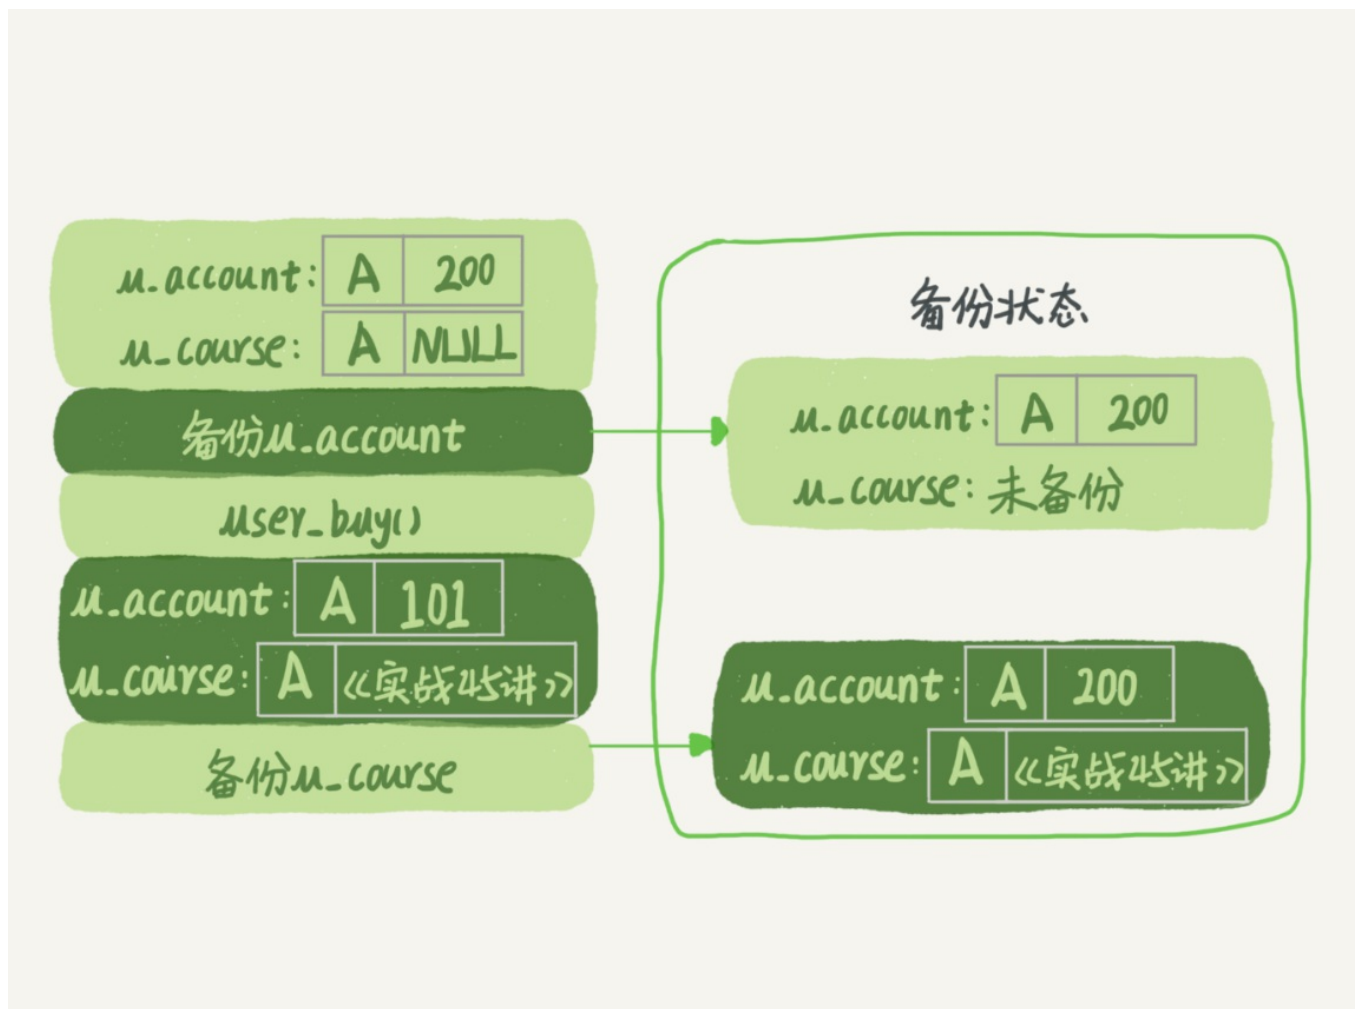 u_account: A 200
u_course: A NULL
备份u_account
user_buy()
u_account: A 101
u_course: A 《实战45讲》
备份u_course
备份状态
u_account: A 200
u_course: 未备份
u_account: A 200
u_course: A 《实战45讲》